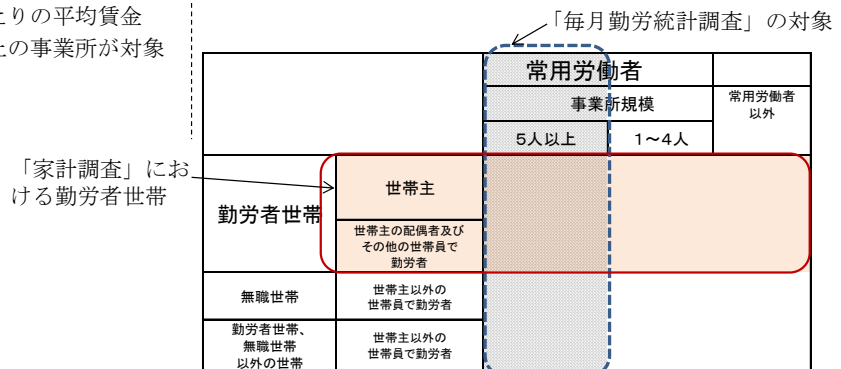 たりの平均賃金
上の事業所が対象
「毎月勤労統計調査」の対象
常用労働者
事業所規模
常用労働者
以外
5人以上
1～4人
「家計調査」にお
ける勤労者世帯
勤労者世帯
世帯主
世帯主の配偶者及び
その他の世帯員で
勤労者
無職世帯
世帯主以外の
世帯員で勤労者
勤労者世帯、
無職世帯
以外の世帯
世帯主以外の
世帯員で勤労者